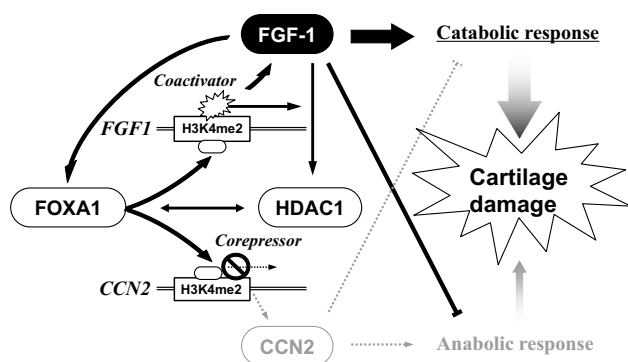 FGF-1
Catabolic response
Coactivator
FGF1
H3K4me2
Cartilage
damage
FOXA1
HDAC1
Corepressor
CCN2
H3K4me2
CCN2
Anabolic response